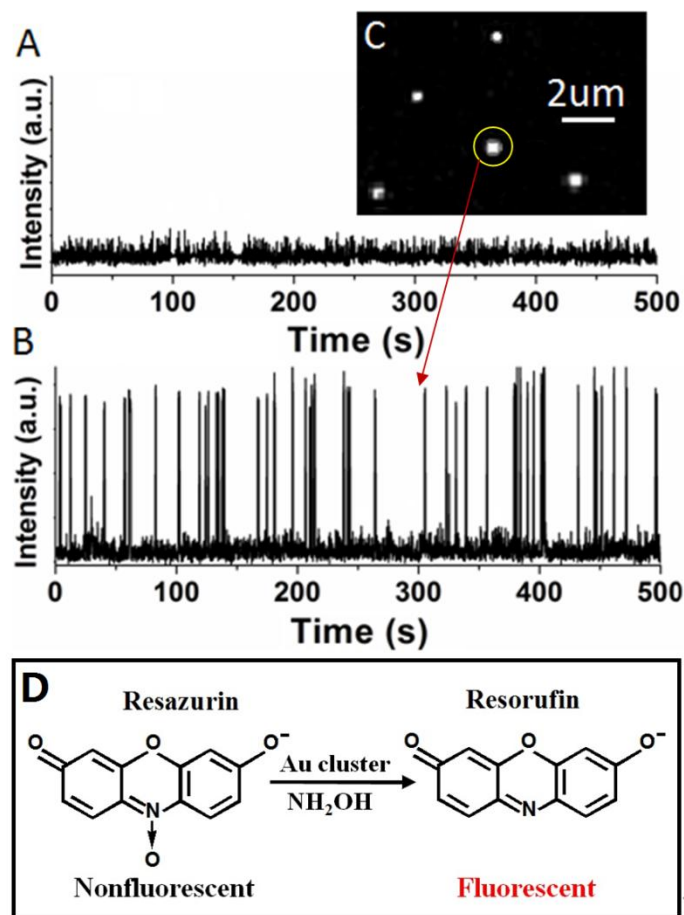 A
C
2um
Intensity (a.u.)
0 100 200 300 400 500
Time (s)
B
Intensity (a.u.)
0 100 200 300 400 500
Time (s)
D
Resazurin
Resorufin
O
O
O⁻
Au cluster
NH₂OH
O
O
O⁻
N
N
O
Nonfluorescent
Fluorescent